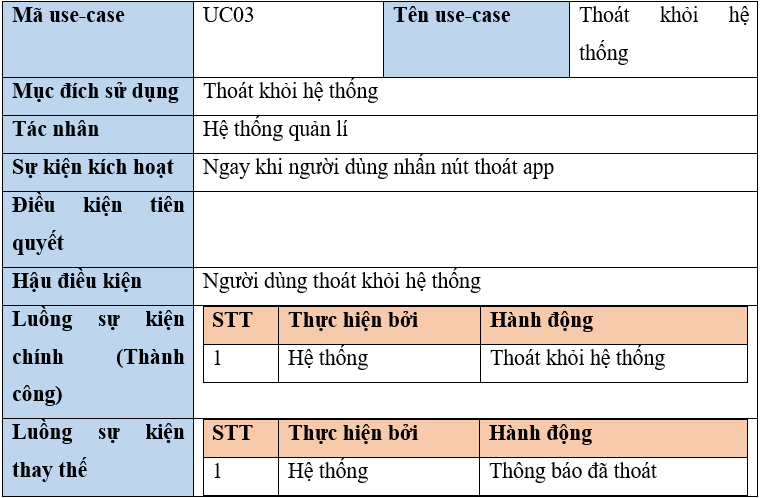 Mã use-case UC03 Tên use-case Thoát khỏi hệ
thống
Mục đích sử dụng Thoát khỏi hệ thống
Tác nhân Hệ thống quản lí
Sự kiện kích hoạt Ngay khi người dùng nhấn nút thoát app
Điều kiện tiên
quyết
Hậu điều kiện Người dùng thoát khỏi hệ thống
Luồng sự kiện
chính (Thành
công)
STT Thực hiện bởi Hành động
1 Hệ thống Thoát khỏi hệ thống
Luồng sự kiện
thay thế
STT Thực hiện bởi Hành động
1 Hệ thống Thông báo đã thoát